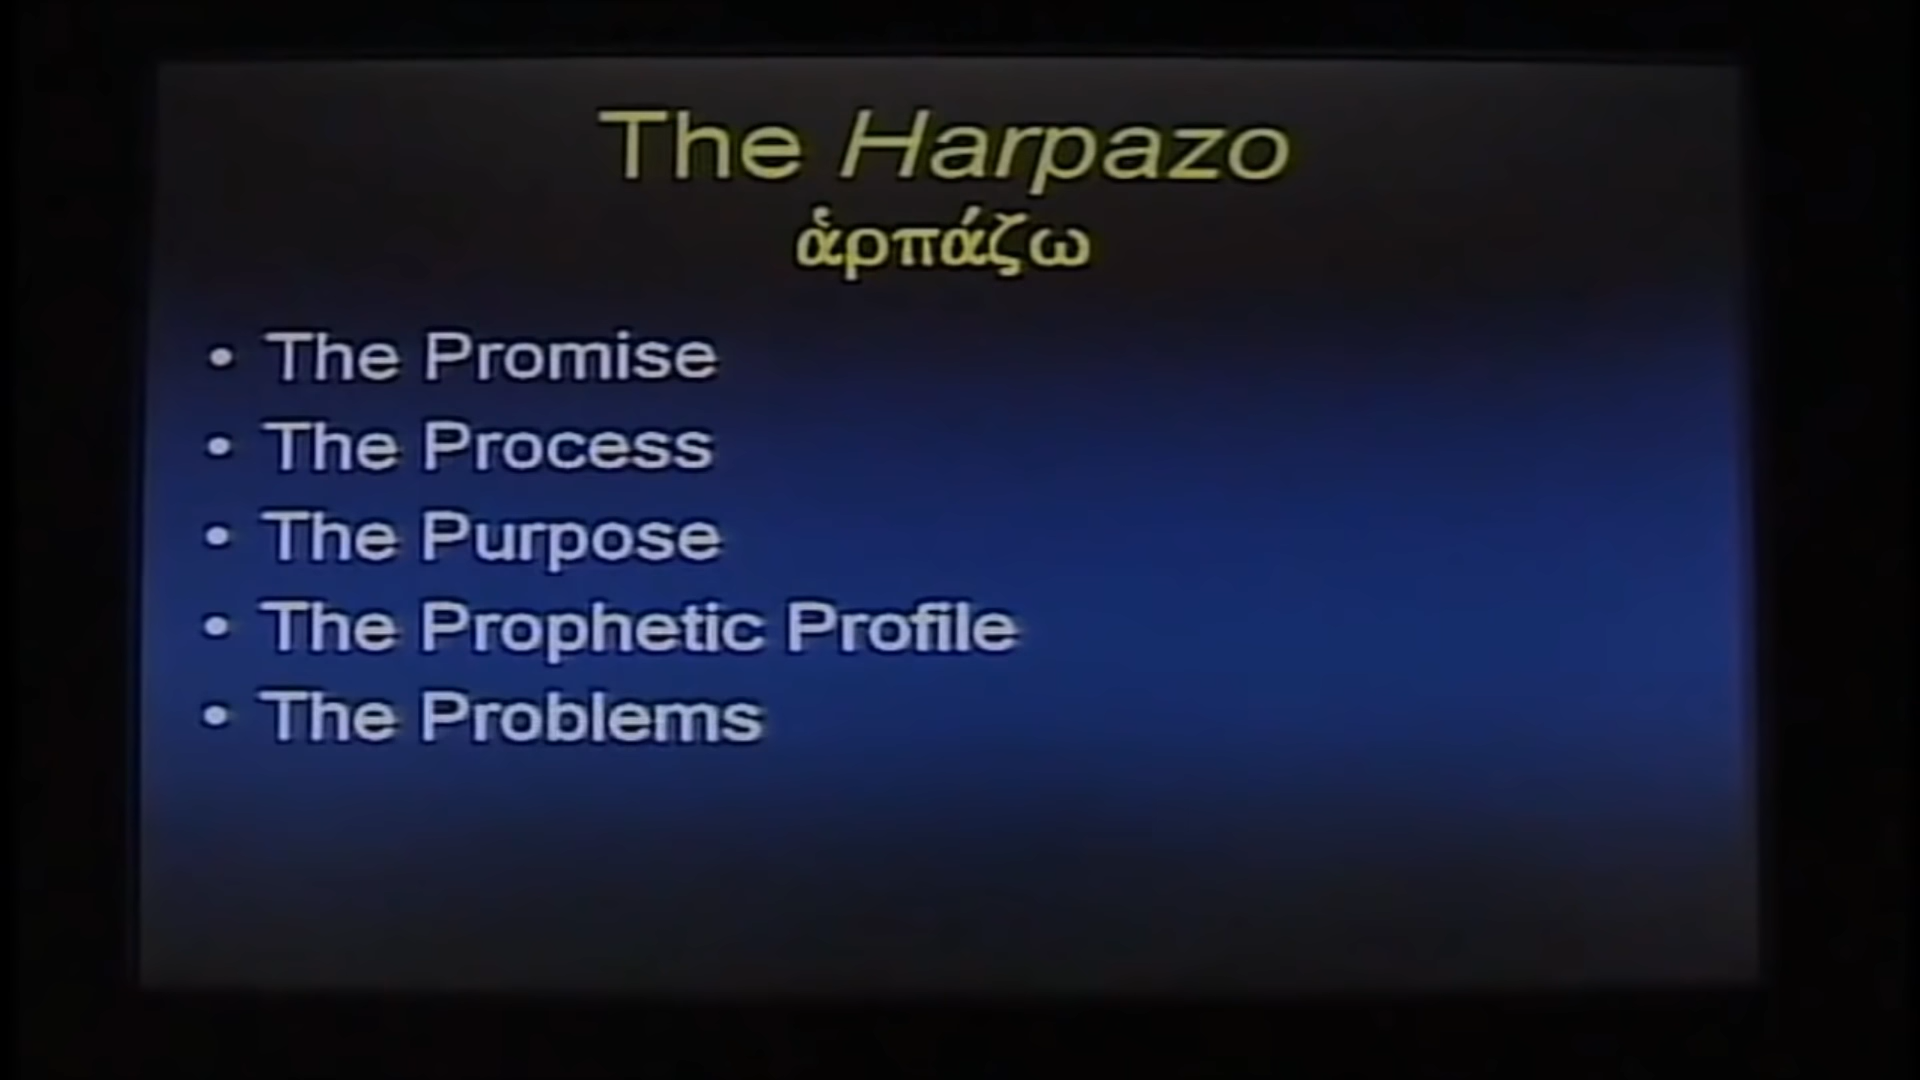 The Harpazo
ἁρπάζω
• The Promise
• The Process
• The Purpose
• The Prophetic Profile
• The Problems